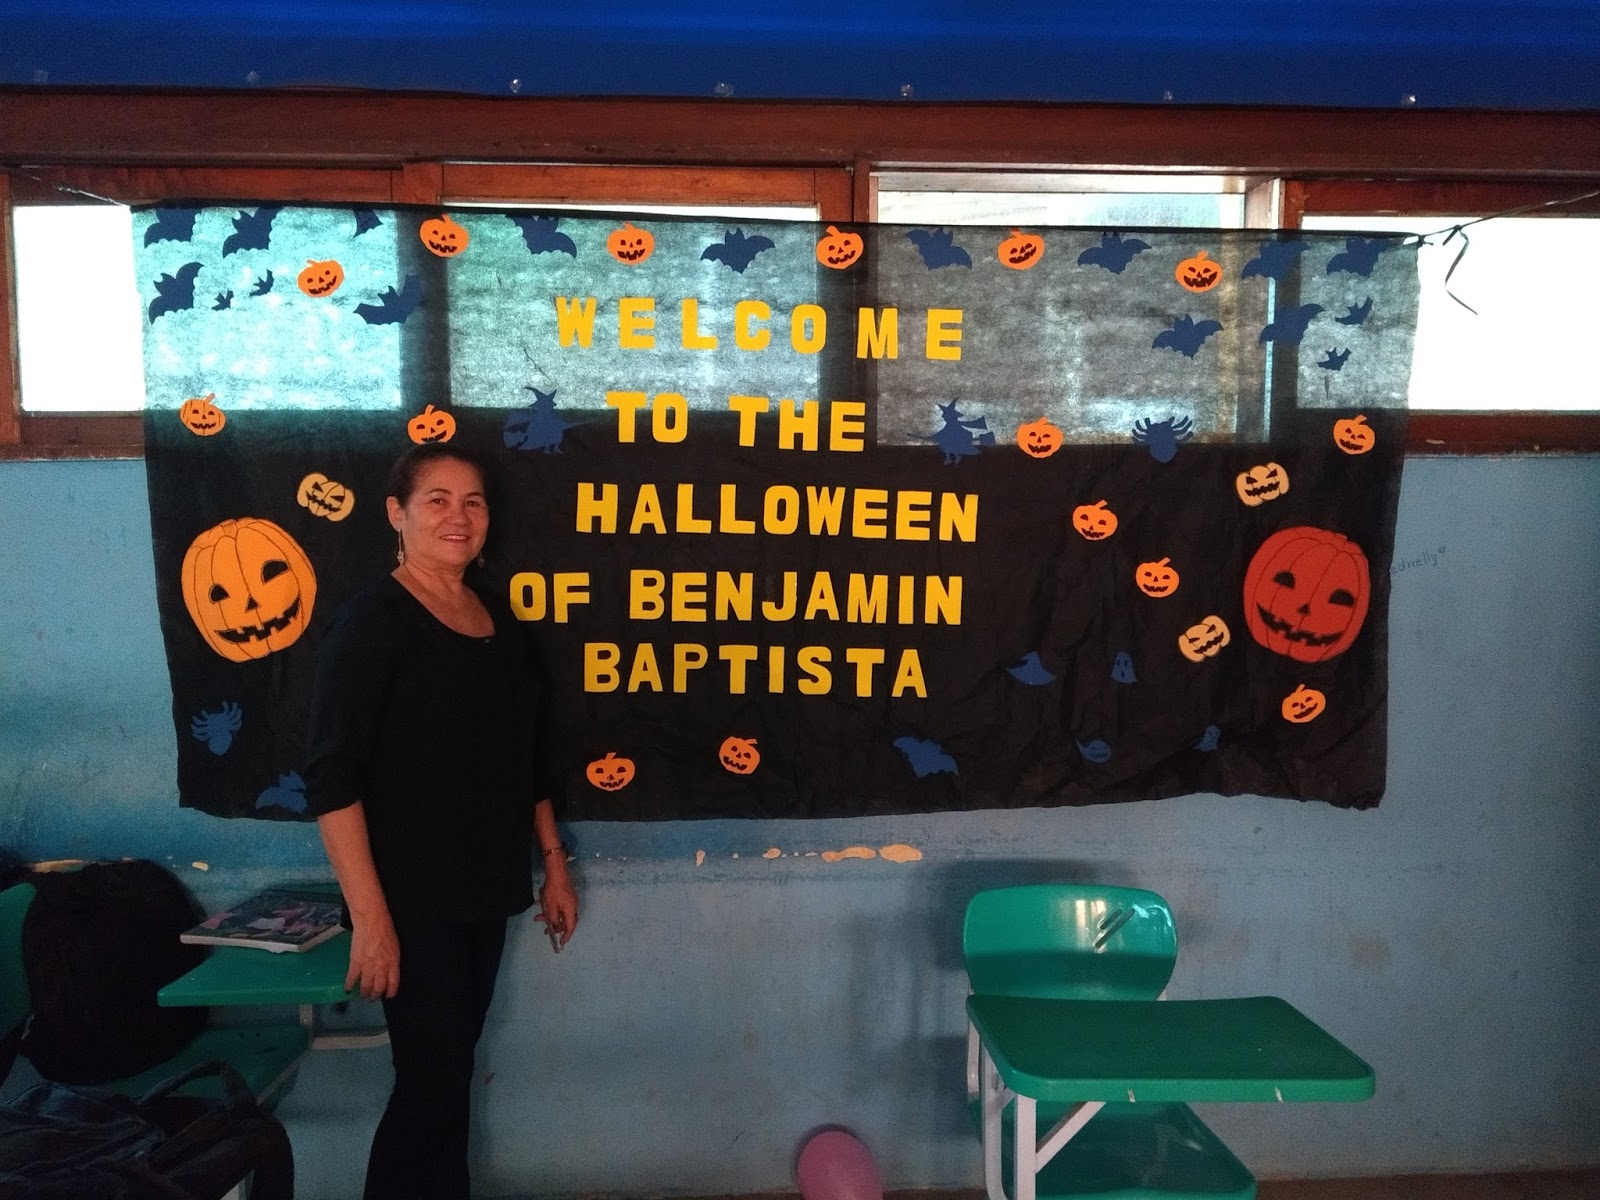 WELCOME
TO THE
HALLOWEEN
OF BENJAMIN
BAPTISTA